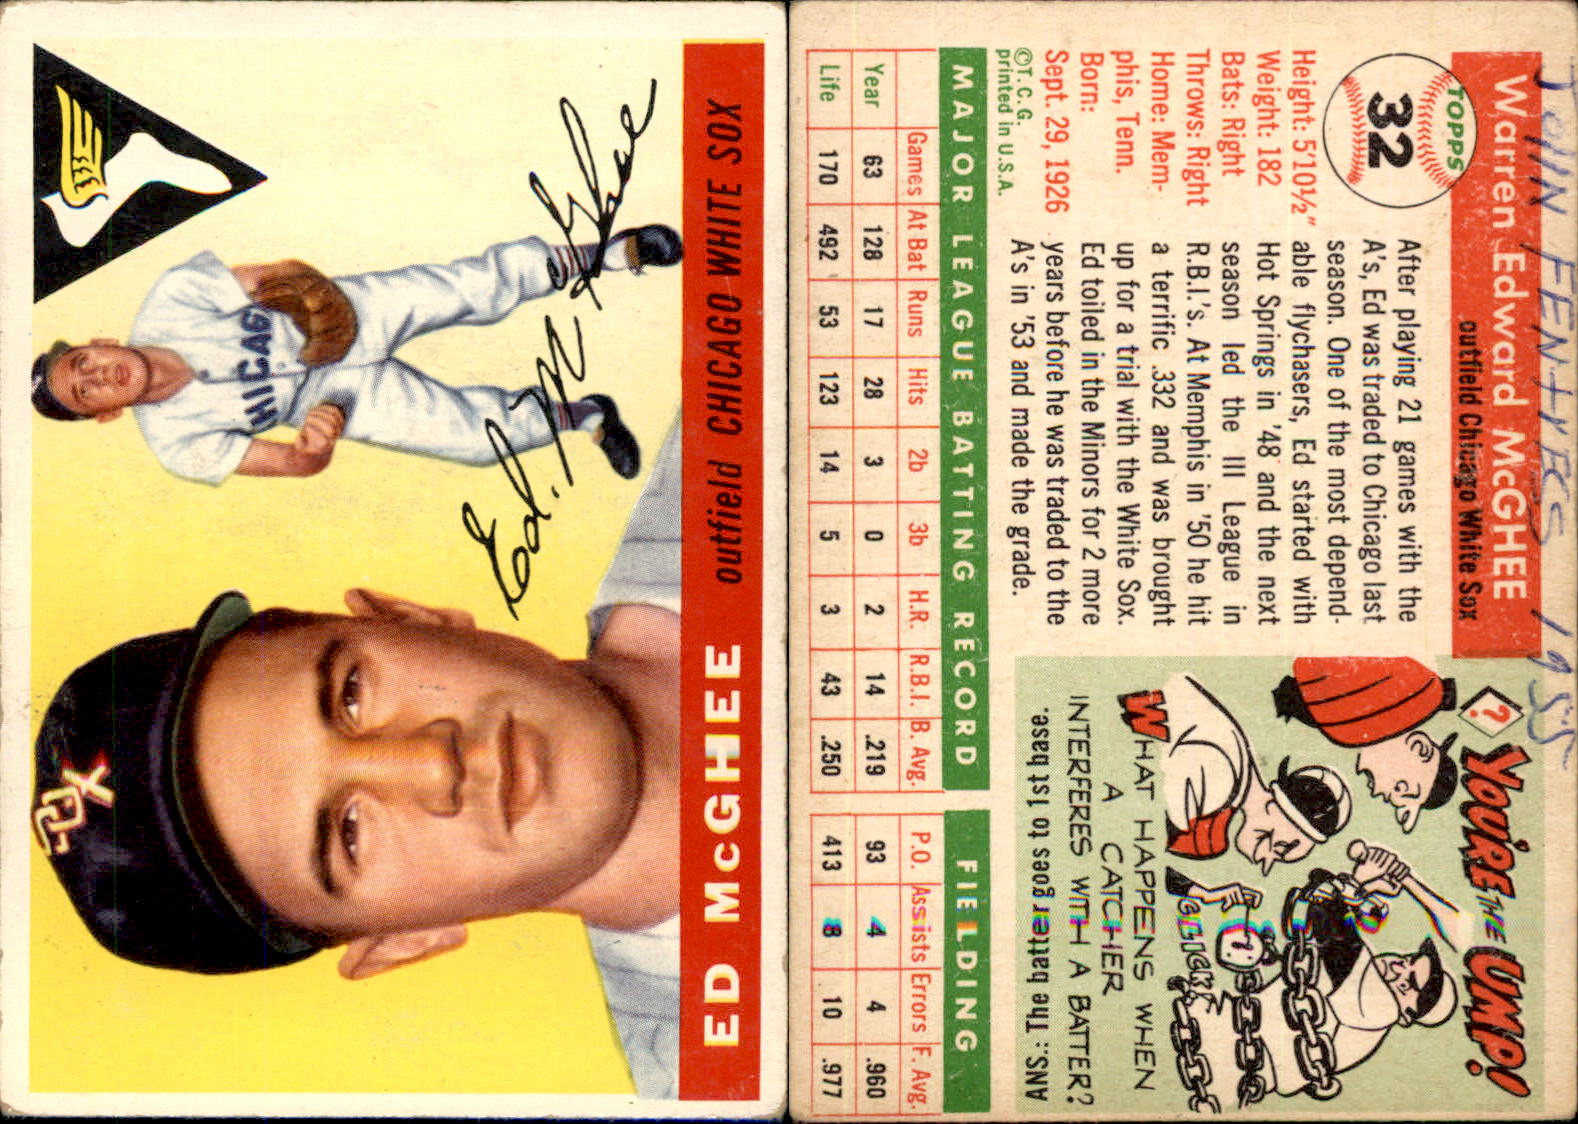 ED McGHEE
outfield CHICAGO WHITE SOX
Ed. McGhee
SOX
CHICAG
TOPPS
32
Warren Edward McGHEE
outfield Chicago White Sox
Height: 5'10½"
Weight: 182
Bats: Right
Throws: Right
Home: Mem-
phis, Tenn.
Born:
Sept. 29, 1926
©T.C.G.
printed in U.S.A.
After playing 21 games with the
A's, Ed was traded to Chicago last
season. One of the most depend-
able flychasers, Ed started with
Hot Springs in '48 and the next
season led the III League in
R.B.I.'s. At Memphis in '50 he hit
a terrific .332 and was brought
up for a trial with the White Sox.
Ed toiled in the Minors for 2 more
years before he was traded to the
A's in '53 and made the grade.
?
YOU'RE THE UMP!
CLICK
WHAT HAPPENS WHEN
A CATCHER
INTERFERES WITH A BATTER?
ANS.: The batter goes to 1st base.
MAJOR LEAGUE BATTING RECORD FIELDING
Games At Bat Runs Hits 2b 3b H.R. R.B.I. B. Avg. P.O. Assists Errors F. Avg.
Year 63 128 17 28 3 0 2 14 .219 93 4 4 .960
Life 170 492 53 123 14 5 3 43 .250 413 8 10 .977
1955